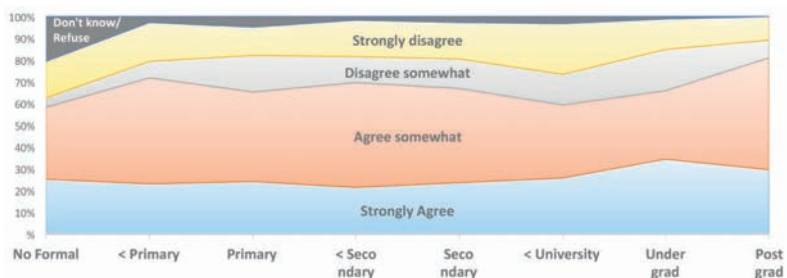 100%
90%
80%
70%
60%
50%
40%
30%
20%
10%
%
Don't know/
Refuse
Strongly disagree
Disagree somewhat
Agree somewhat
Strongly Agree
No Formal < Primary Primary < Seco Seco < University Under Post
ndary ndary grad grad